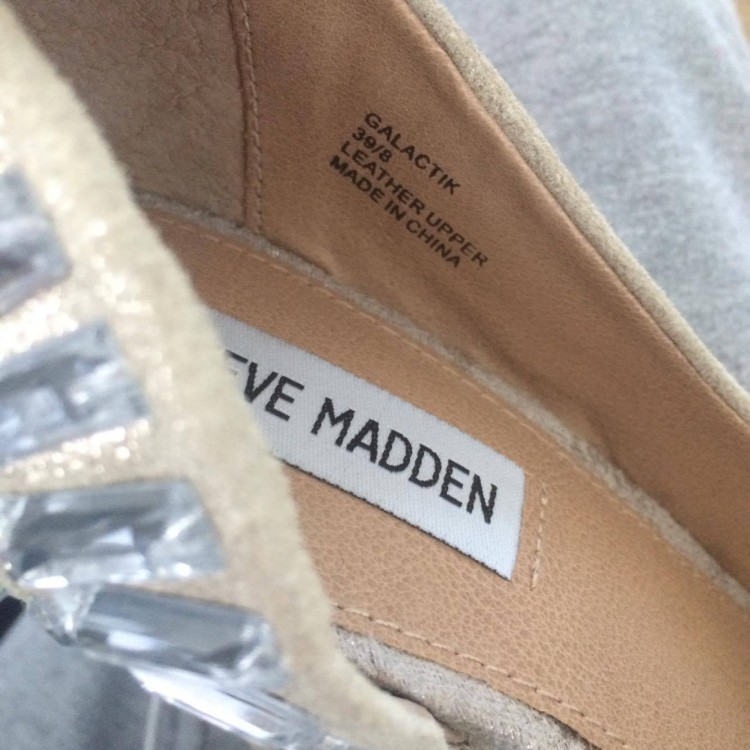 GALACTIK
39/8
LEATHER UPPER
MADE IN CHINA
EVE MADDEN